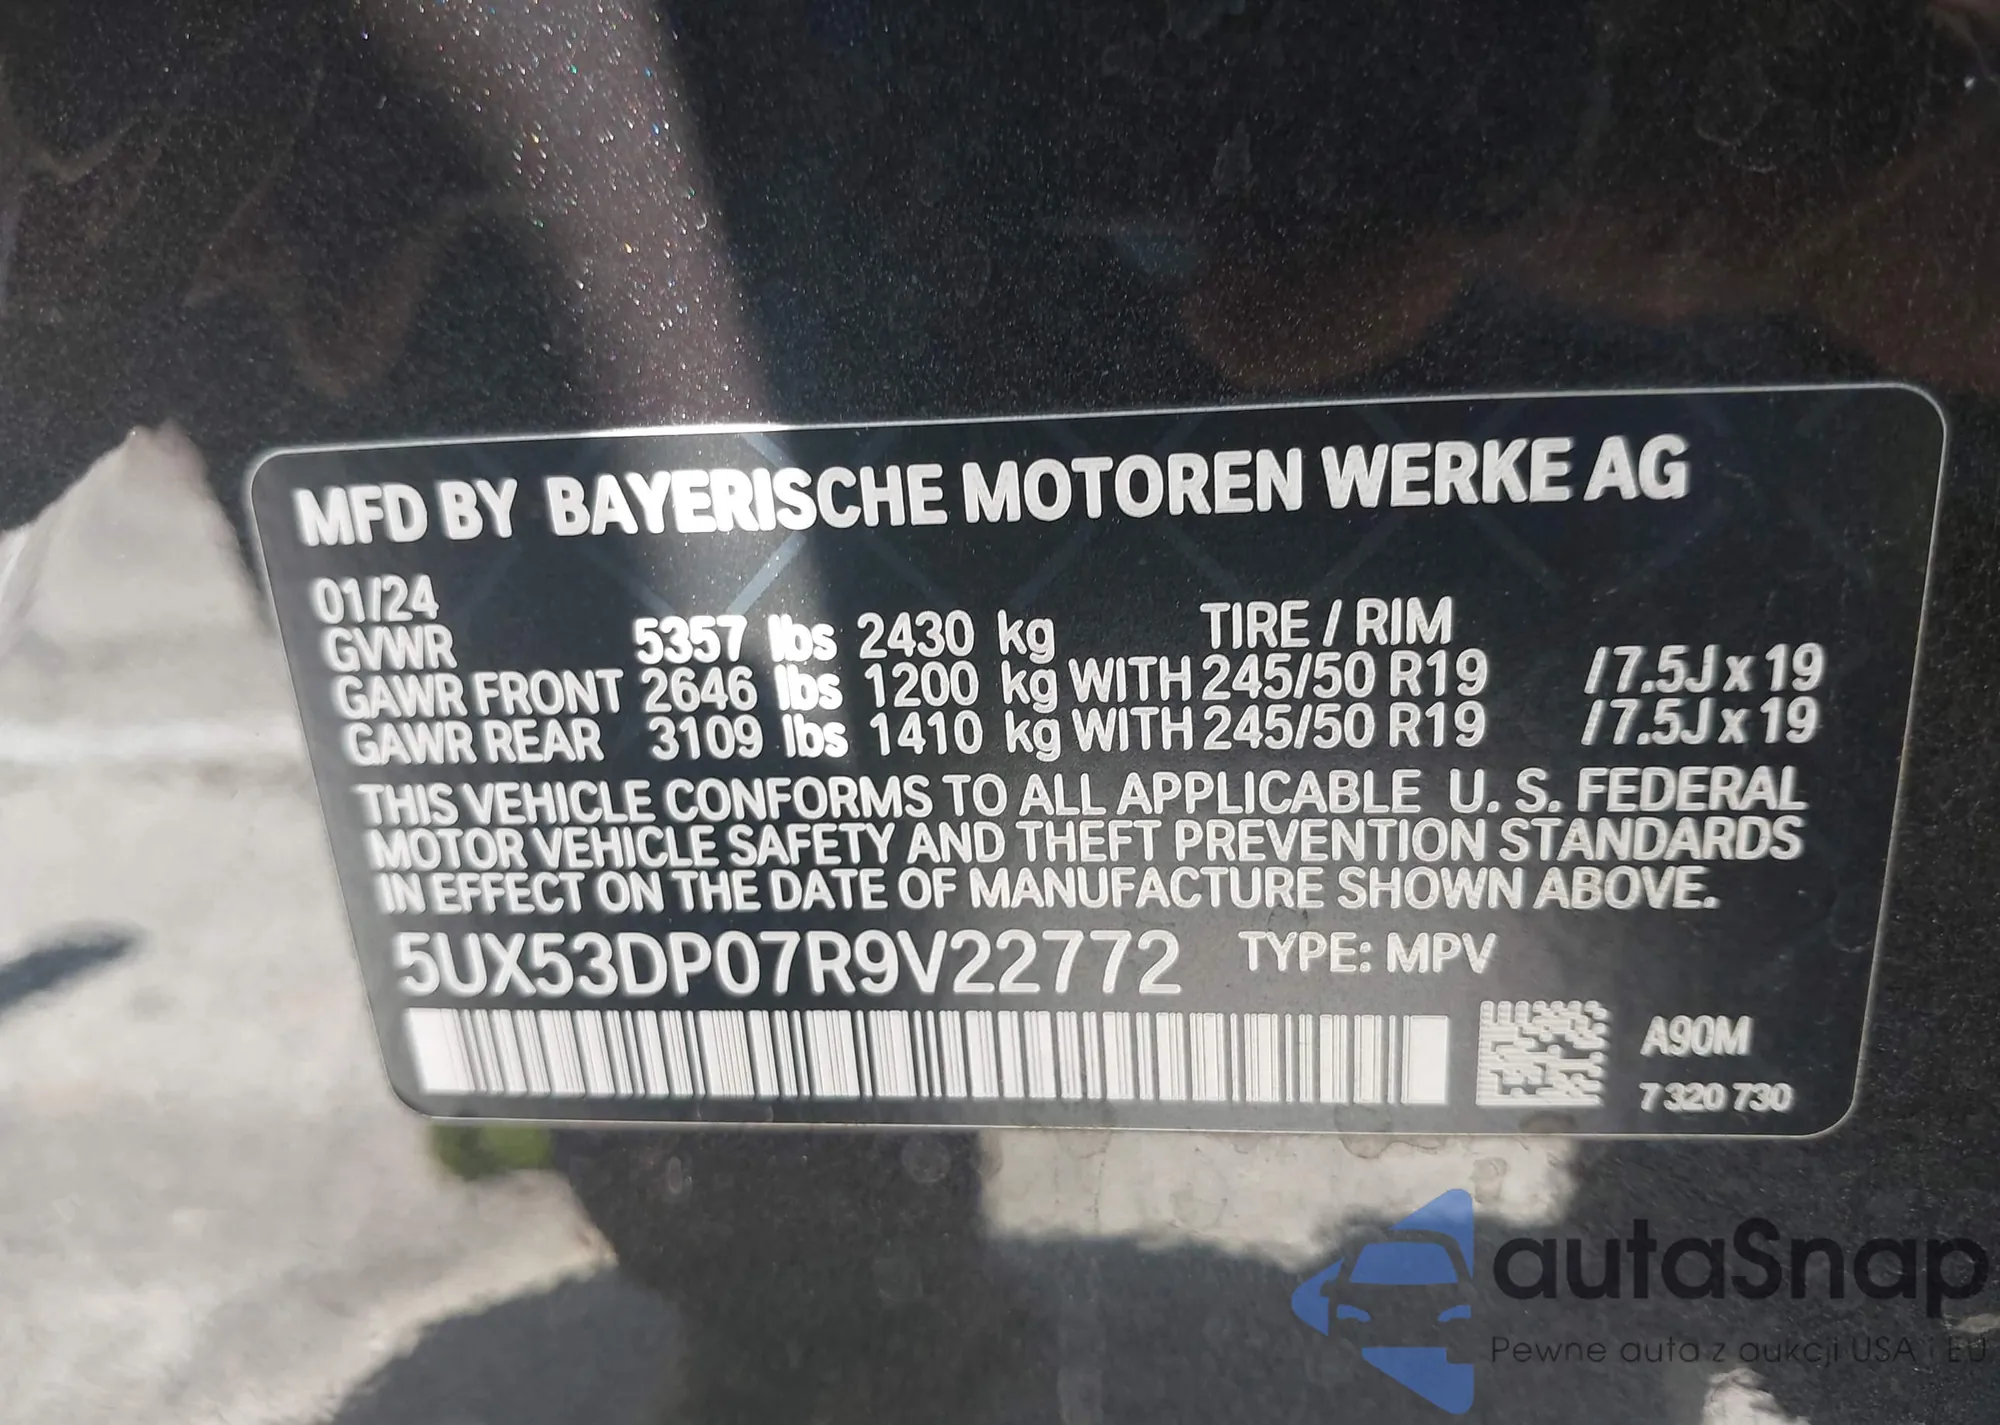 MFD BY BAYERISCHE MOTOREN WERKE AG
01/24
GVWR 5357 lbs 2430 kg TIRE / RIM
GAWR FRONT 2646 lbs 1200 kg WITH 245/50 R19 /7.5J x 19
GAWR REAR 3109 lbs 1410 kg WITH 245/50 R19 /7.5J x 19
THIS VEHICLE CONFORMS TO ALL APPLICABLE U. S. FEDERAL
MOTOR VEHICLE SAFETY AND THEFT PREVENTION STANDARDS
IN EFFECT ON THE DATE OF MANUFACTURE SHOWN ABOVE.
5UX53DP07R9V22772 TYPE: MPV
A90M
7 320 730
autaSnap
Pewne auta z aukcji USA i EU